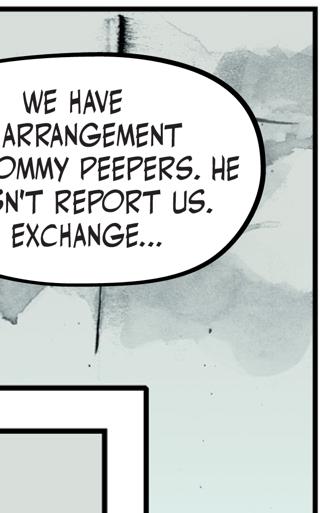 WE HAVE
ARRANGEMENT
OMMY PEEPERS. HE
SN'T REPORT US.
EXCHANGE...